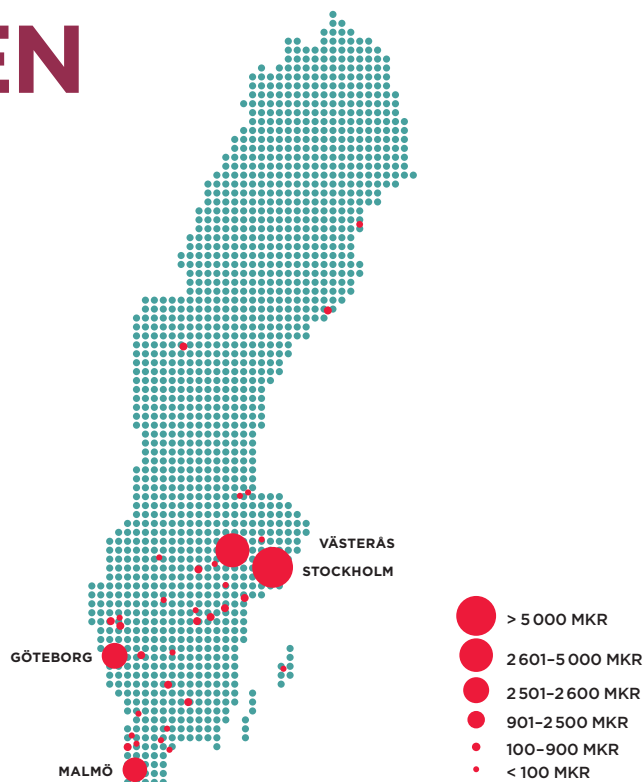 EN
VÄSTERÅS
STOCKHOLM
GÖTEBORG
MALMÖ
> 5 000 MKR
2 601–5 000 MKR
2 501–2 600 MKR
901–2 500 MKR
100–900 MKR
< 100 MKR